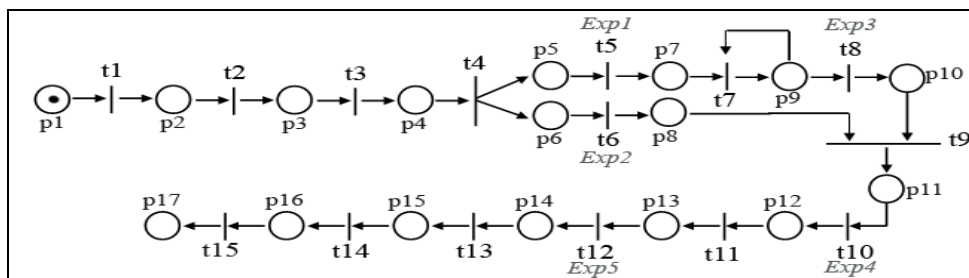 Exp1 Exp3
t1 t2 t3 t4 p5 t5 p7 t8 p10
p1 p2 p3 p4 t7 p9
p6 t6 p8
Exp2
t9
p11
p17 p16 p15 p14 p13 p12
t15 t14 t13 t12 t11 t10
Exp5 Exp4